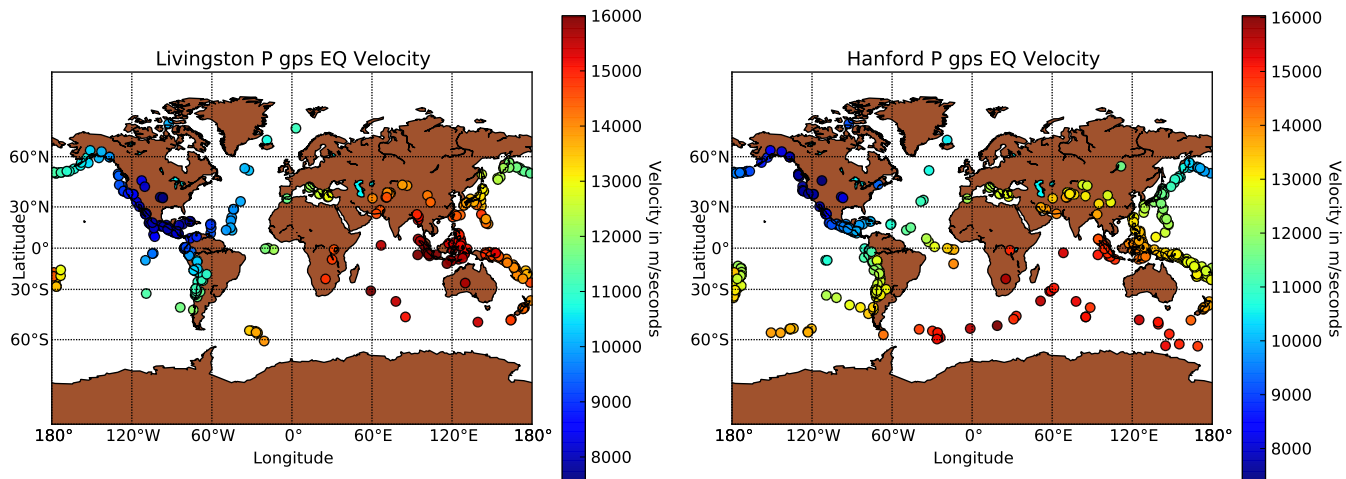 Livingston P gps EQ Velocity
60°N
30°N
0°
30°S
60°S
Latitude
180° 120°W 60°W 0° 60°E 120°E 180°
Longitude
16000
15000
14000
13000
12000
11000
10000
9000
8000
Velocity in m/seconds
Hanford P gps EQ Velocity
60°N
30°N
0°
30°S
60°S
Latitude
180° 120°W 60°W 0° 60°E 120°E 180°
Longitude
16000
15000
14000
13000
12000
11000
10000
9000
8000
Velocity in m/seconds